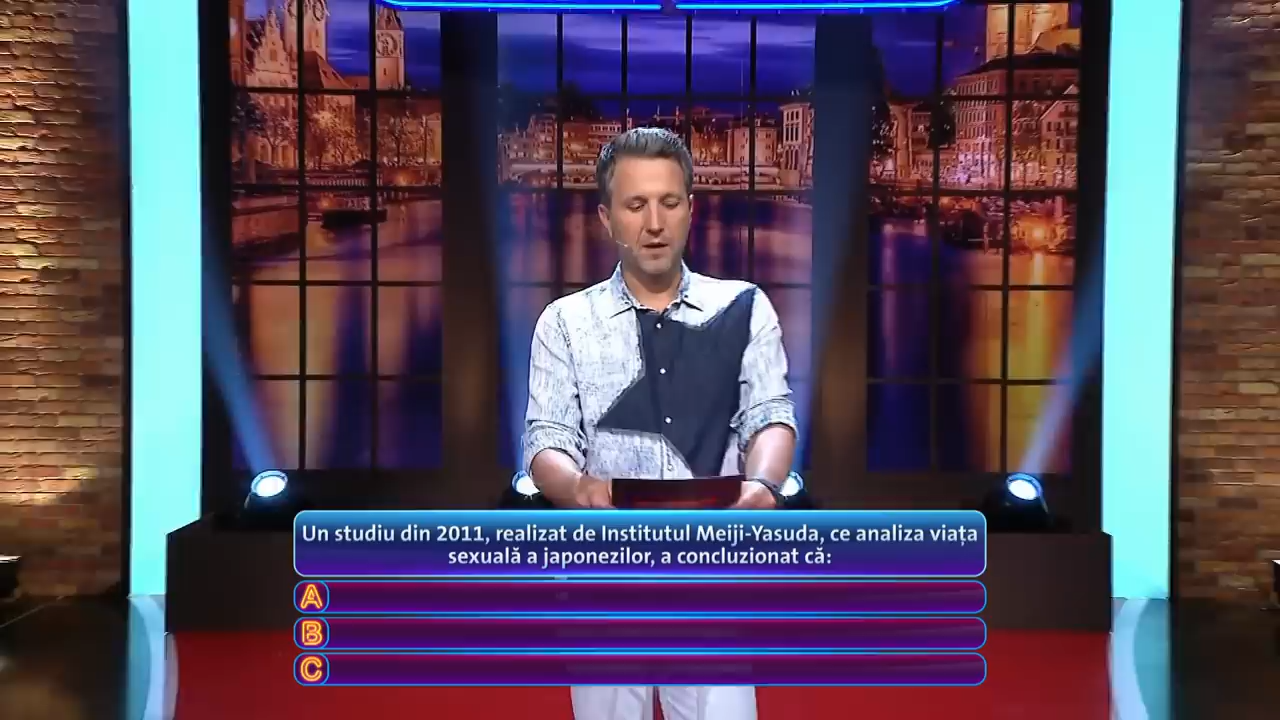 Un studiu din 2011, realizat de Institutul Meiji-Yasuda, ce analiza viața
sexuală a japonezilor, a concluzionat că:
A
B
C